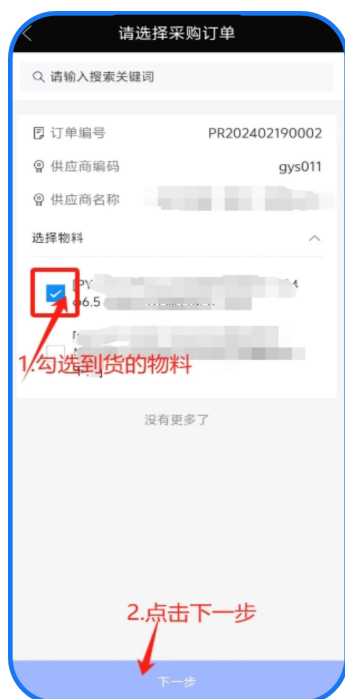 请选择采购订单
请输入搜索关键词
订单编号 PR202402190002
供应商编码 gys011
供应商名称
选择物料
φ6.5
1.勾选到货的物料
没有更多了
2.点击下一步
下一步